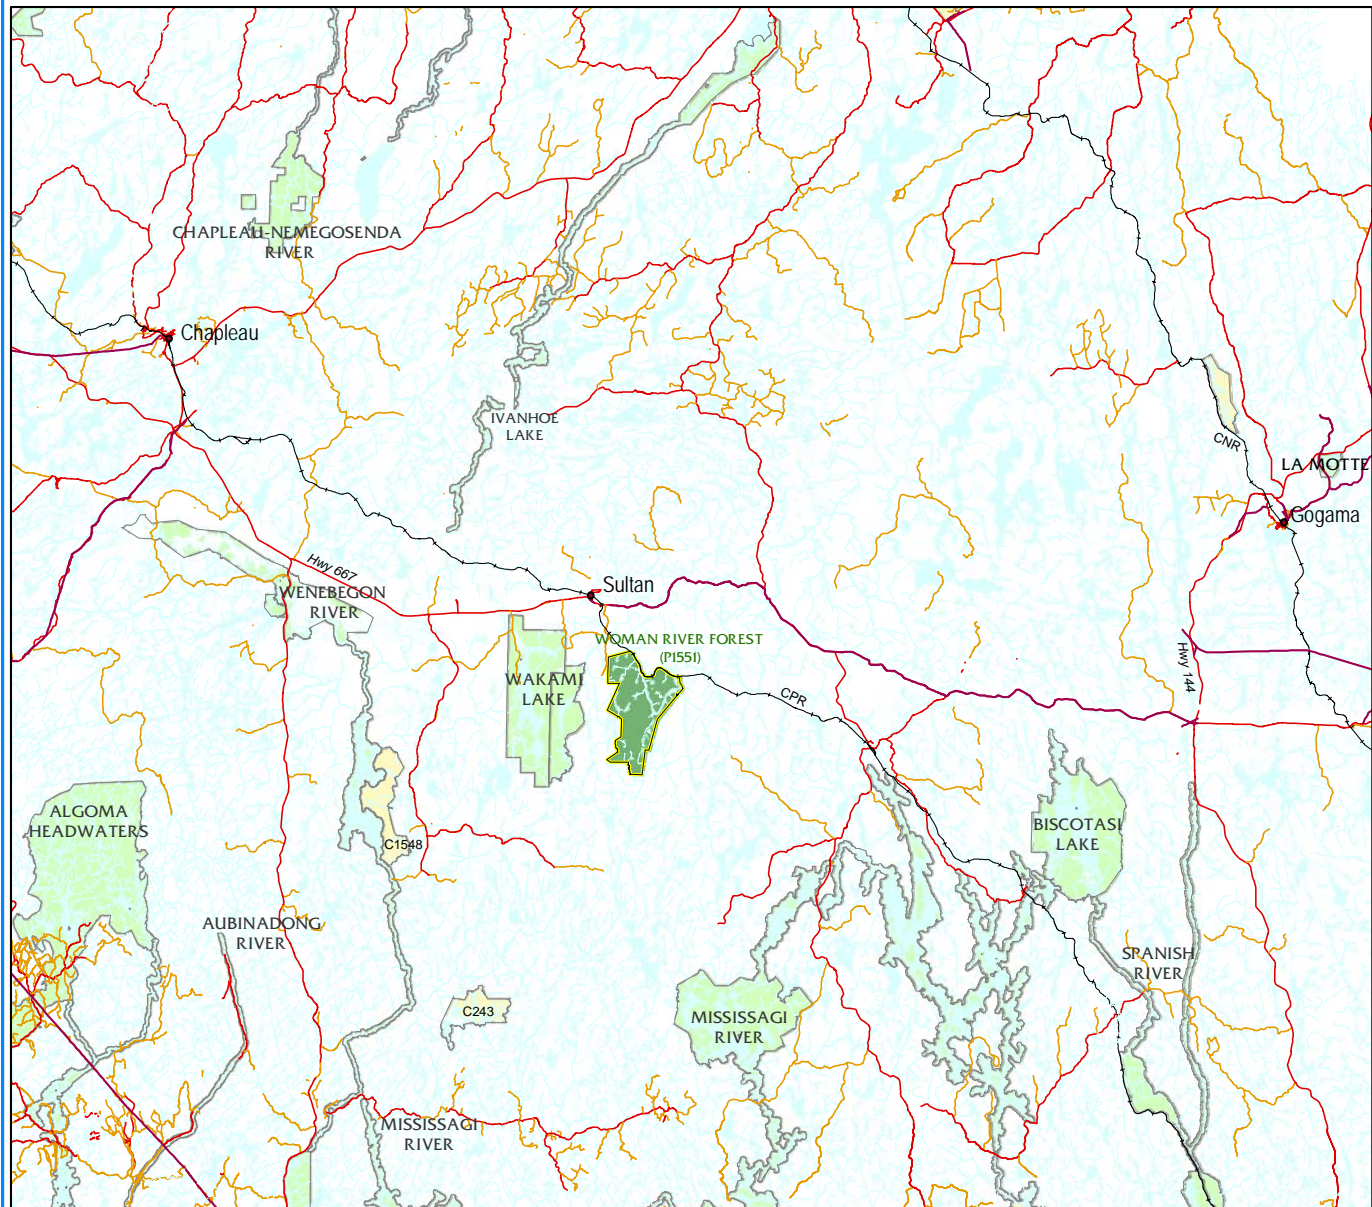 CHAPLEAU-NEMEGOSENDA
RIVER
Chapleau
IVANHOE
LAKE
CNR
LA MOTTE
Gogama
Hwy 667
WENEBEGON
RIVER
Sultan
WOMAN RIVER FOREST
(P1551)
WAKAMI
LAKE
CPR
Hwy 144
ALGOMA
HEADWATERS
C1548
BISCOTASI
LAKE
AUBINADONG
RIVER
SPANISH
RIVER
C243
MISSISSAGI
RIVER
MISSISSAGI
RIVER